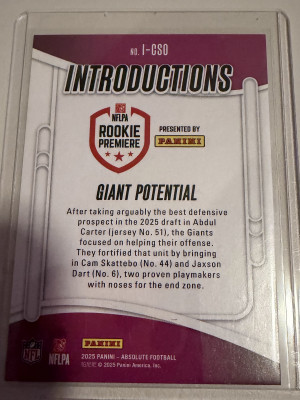 NO. I-CSO
INTRODUCTIONS
NFLPA
ROOKIE
PREMIERE
PRESENTED BY
PANINI
GIANT POTENTIAL
After taking arguably the best defensive
prospect in the 2025 draft in Abdul
Carter (jersey No. 51), the Giants
focused on helping their offense.
They fortified that unit by bringing
in Cam Skattebo (No. 44) and Jaxson
Dart (No. 6), two proven playmakers
with noses for the end zone.
NFL
NFLPA
PANINI
2025 PANINI – ABSOLUTE FOOTBALL
© 2025 Panini America, Inc.